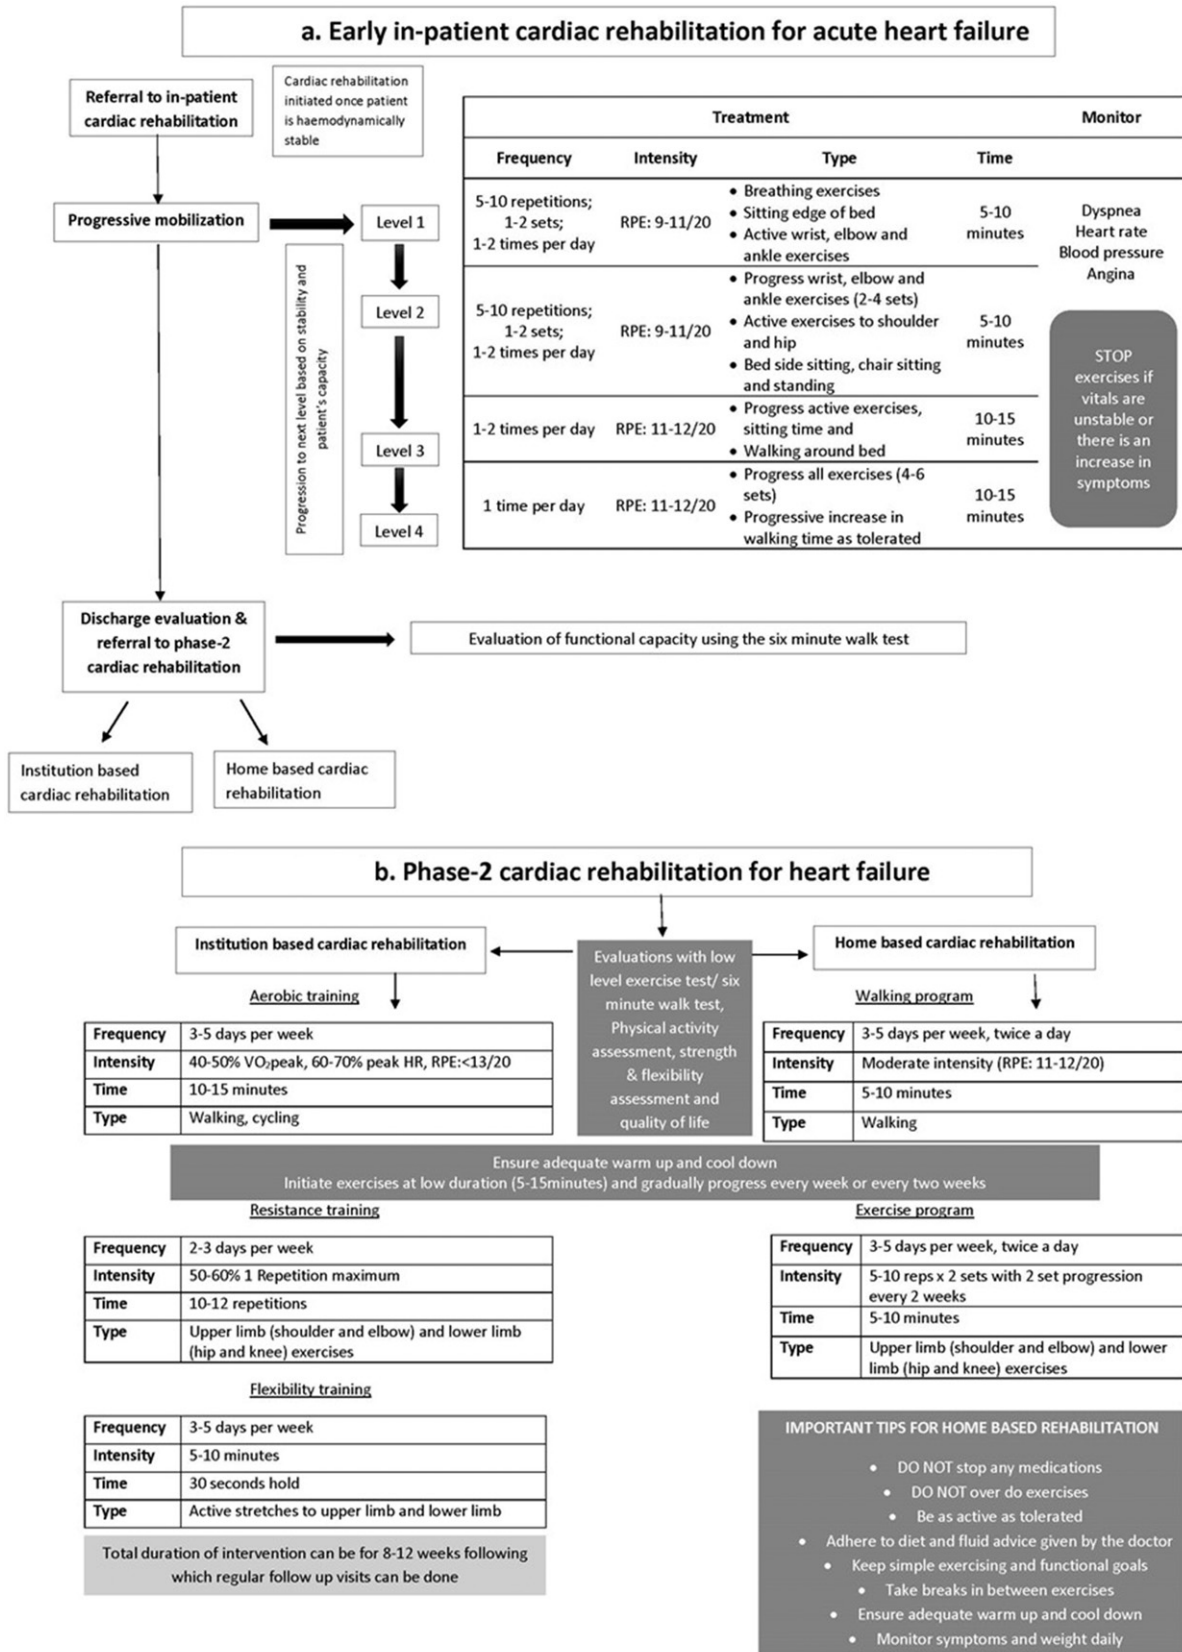 a. Early in-patient cardiac rehabilitation for acute heart failure
Referral to in-patient
cardiac rehabilitation
Cardiac rehabilitation
initiated once patient
is haemodynamically
stable
Progressive mobilization
Progression to next level based on stability and
patient's capacity
Level 1
Level 2
Level 3
Level 4
Treatment
Monitor
Frequency
Intensity
Type
Time
5-10 repetitions;
1-2 sets;
1-2 times per day
RPE: 9-11/20
• Breathing exercises
• Sitting edge of bed
• Active wrist, elbow and
ankle exercises
5-10
minutes
5-10 repetitions;
1-2 sets;
1-2 times per day
RPE: 9-11/20
• Progress wrist, elbow and
ankle exercises (2-4 sets)
• Active exercises to shoulder
and hip
• Bed side sitting, chair sitting
and standing
5-10
minutes
1-2 times per day
RPE: 11-12/20
• Progress active exercises,
sitting time and
• Walking around bed
10-15
minutes
1 time per day
RPE: 11-12/20
• Progress all exercises (4-6
sets)
• Progressive increase in
walking time as tolerated
10-15
minutes
Dyspnea
Heart rate
Blood pressure
Angina
STOP
exercises if
vitals are
unstable or
there is an
increase in
symptoms
Discharge evaluation &
referral to phase-2
cardiac rehabilitation
Evaluation of functional capacity using the six minute walk test
Institution based
cardiac rehabilitation
Home based cardiac
rehabilitation
b. Phase-2 cardiac rehabilitation for heart failure
Institution based cardiac rehabilitation
Evaluations with low
level exercise test/ six
minute walk test,
Physical activity
assessment, strength
& flexibility
assessment and
quality of life
Home based cardiac rehabilitation
Aerobic training
Frequency 3-5 days per week
Intensity 40-50% VO₂peak, 60-70% peak HR, RPE:<13/20
Time 10-15 minutes
Type Walking, cycling
Walking program
Frequency 3-5 days per week, twice a day
Intensity Moderate intensity (RPE: 11-12/20)
Time 5-10 minutes
Type Walking
Ensure adequate warm up and cool down
Initiate exercises at low duration (5-15minutes) and gradually progress every week or every two weeks
Resistance training
Frequency 2-3 days per week
Intensity 50-60% 1 Repetition maximum
Time 10-12 repetitions
Type Upper limb (shoulder and elbow) and lower limb
(hip and knee) exercises
Exercise program
Frequency 3-5 days per week, twice a day
Intensity 5-10 reps x 2 sets with 2 set progression
every 2 weeks
Time 5-10 minutes
Type Upper limb (shoulder and elbow) and lower
limb (hip and knee) exercises
Flexibility training
Frequency 3-5 days per week
Intensity 5-10 minutes
Time 30 seconds hold
Type Active stretches to upper limb and lower limb
Total duration of intervention can be for 8-12 weeks following
which regular follow up visits can be done
IMPORTANT TIPS FOR HOME BASED REHABILITATION
• DO NOT stop any medications
• DO NOT over do exercises
• Be as active as tolerated
• Adhere to diet and fluid advice given by the doctor
• Keep simple exercising and functional goals
• Take breaks in between exercises
• Ensure adequate warm up and cool down
• Monitor symptoms and weight daily